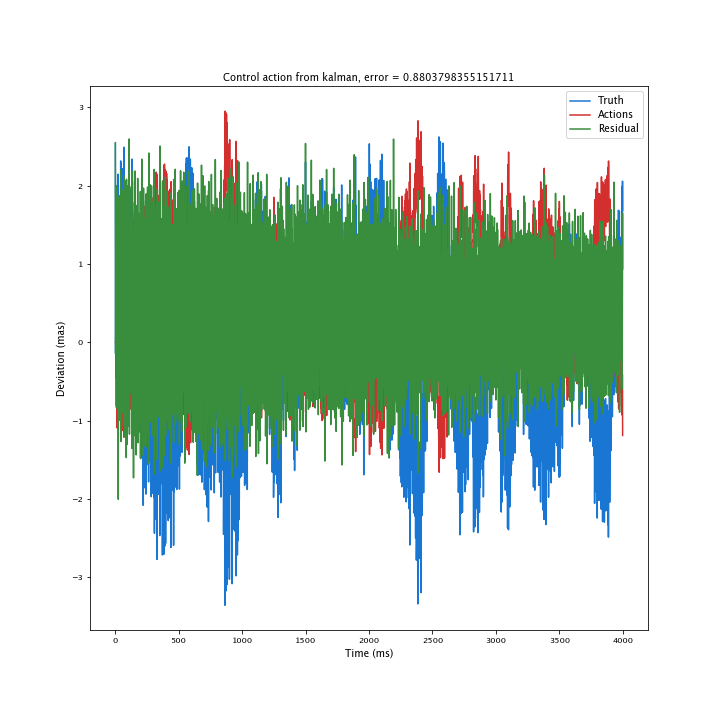 Control action from kalman, error = 0.8803798355151711
Truth
Actions
Residual
Deviation (mas)
3
2
1
0
−1
−2
−3
0 500 1000 1500 2000 2500 3000 3500 4000
Time (ms)